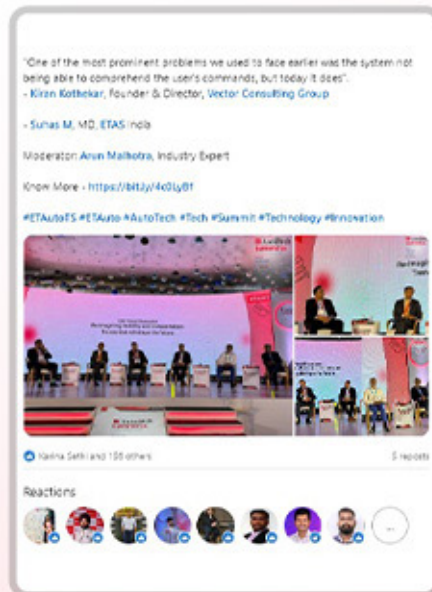 "One of the most prominent problems we used to face earlier was the system not
being able to comprehend the user's commands, but today it does".
- Kiran Kothekar, Founder & Director, Vector Consulting Group
- Suhas M, MD, ETAS India
Moderator: Arun Malhotra, Industry Expert
Know More - https://bit.ly/4c0Ly8f
#ETAutoTS #ETAuto #AutoTech #Tech #Summit #Technology #Innovation
Karina Sethi and 156 others
5 reposts
Reactions
...